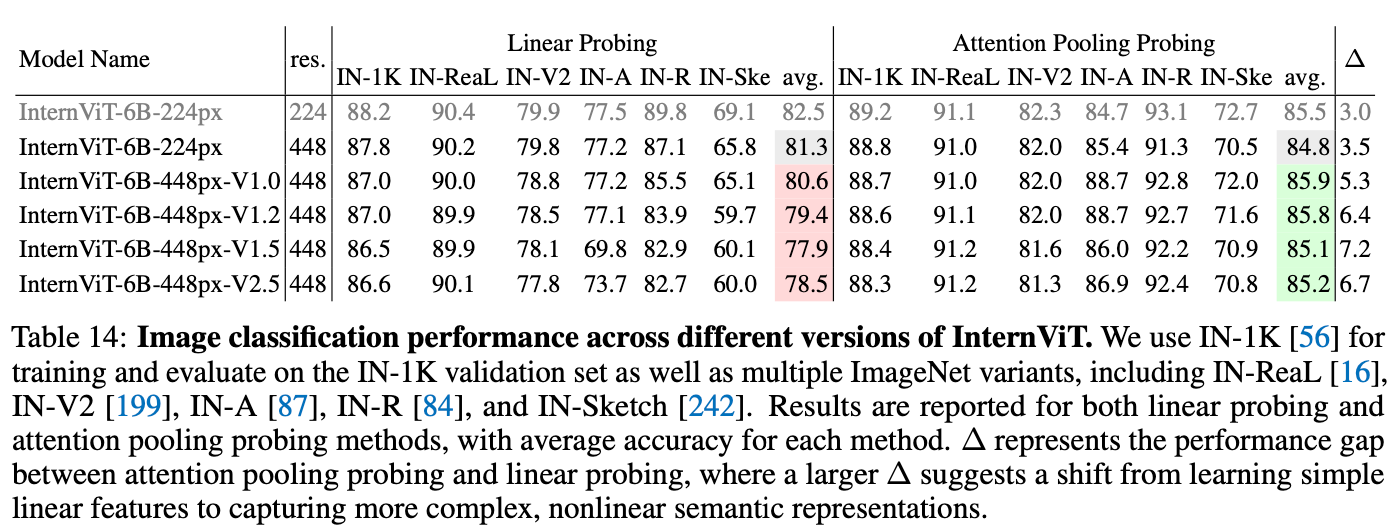 Model Name res. Linear Probing Attention Pooling Probing Δ
IN-1K IN-ReaL IN-V2 IN-A IN-R IN-Ske avg. IN-1K IN-ReaL IN-V2 IN-A IN-R IN-Ske avg.
InternViT-6B-224px 224 88.2 90.4 79.9 77.5 89.8 69.1 82.5 89.2 91.1 82.3 84.7 93.1 72.7 85.5 3.0
InternViT-6B-224px 448 87.8 90.2 79.8 77.2 87.1 65.8 81.3 88.8 91.0 82.0 85.4 91.3 70.5 84.8 3.5
InternViT-6B-448px-V1.0 448 87.0 90.0 78.8 77.2 85.5 65.1 80.6 88.7 91.0 82.0 88.7 92.8 72.0 85.9 5.3
InternViT-6B-448px-V1.2 448 87.0 89.9 78.5 77.1 83.9 59.7 79.4 88.6 91.1 82.0 88.7 92.7 71.6 85.8 6.4
InternViT-6B-448px-V1.5 448 86.5 89.9 78.1 69.8 82.9 60.1 77.9 88.4 91.2 81.6 86.0 92.2 70.9 85.1 7.2
InternViT-6B-448px-V2.5 448 86.6 90.1 77.8 73.7 82.7 60.0 78.5 88.3 91.2 81.3 86.9 92.4 70.8 85.2 6.7
Table 14: Image classification performance across different versions of InternViT. We use IN-1K [56] for
training and evaluate on the IN-1K validation set as well as multiple ImageNet variants, including IN-ReaL [16],
IN-V2 [199], IN-A [87], IN-R [84], and IN-Sketch [242]. Results are reported for both linear probing and
attention pooling probing methods, with average accuracy for each method. Δ represents the performance gap
between attention pooling probing and linear probing, where a larger Δ suggests a shift from learning simple
linear features to capturing more complex, nonlinear semantic representations.